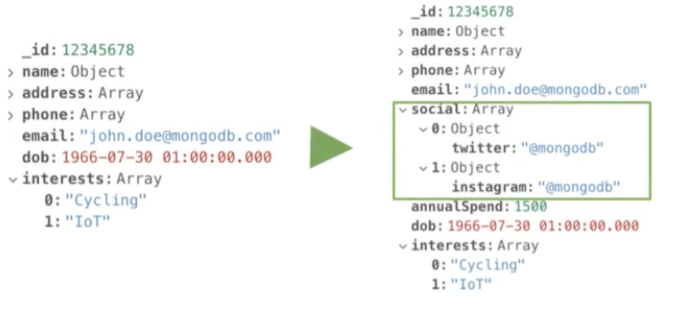 _id: 12345678
> name: Object
> address: Array
> phone: Array
email: "john.doe@mongodb.com"
dob: 1966-07-30 01:00:00.000
interests: Array
0: "Cycling"
1: "IoT"
_id: 12345678
> name: Object
> address: Array
> phone: Array
email: "john.doe@mongodb.com"
social: Array
0: Object
twitter: "@mongodb"
1: Object
instagram: "@mongodb"
annualSpend: 1500
dob: 1966-07-30 01:00:00.000
interests: Array
0: "Cycling"
1: "IoT"